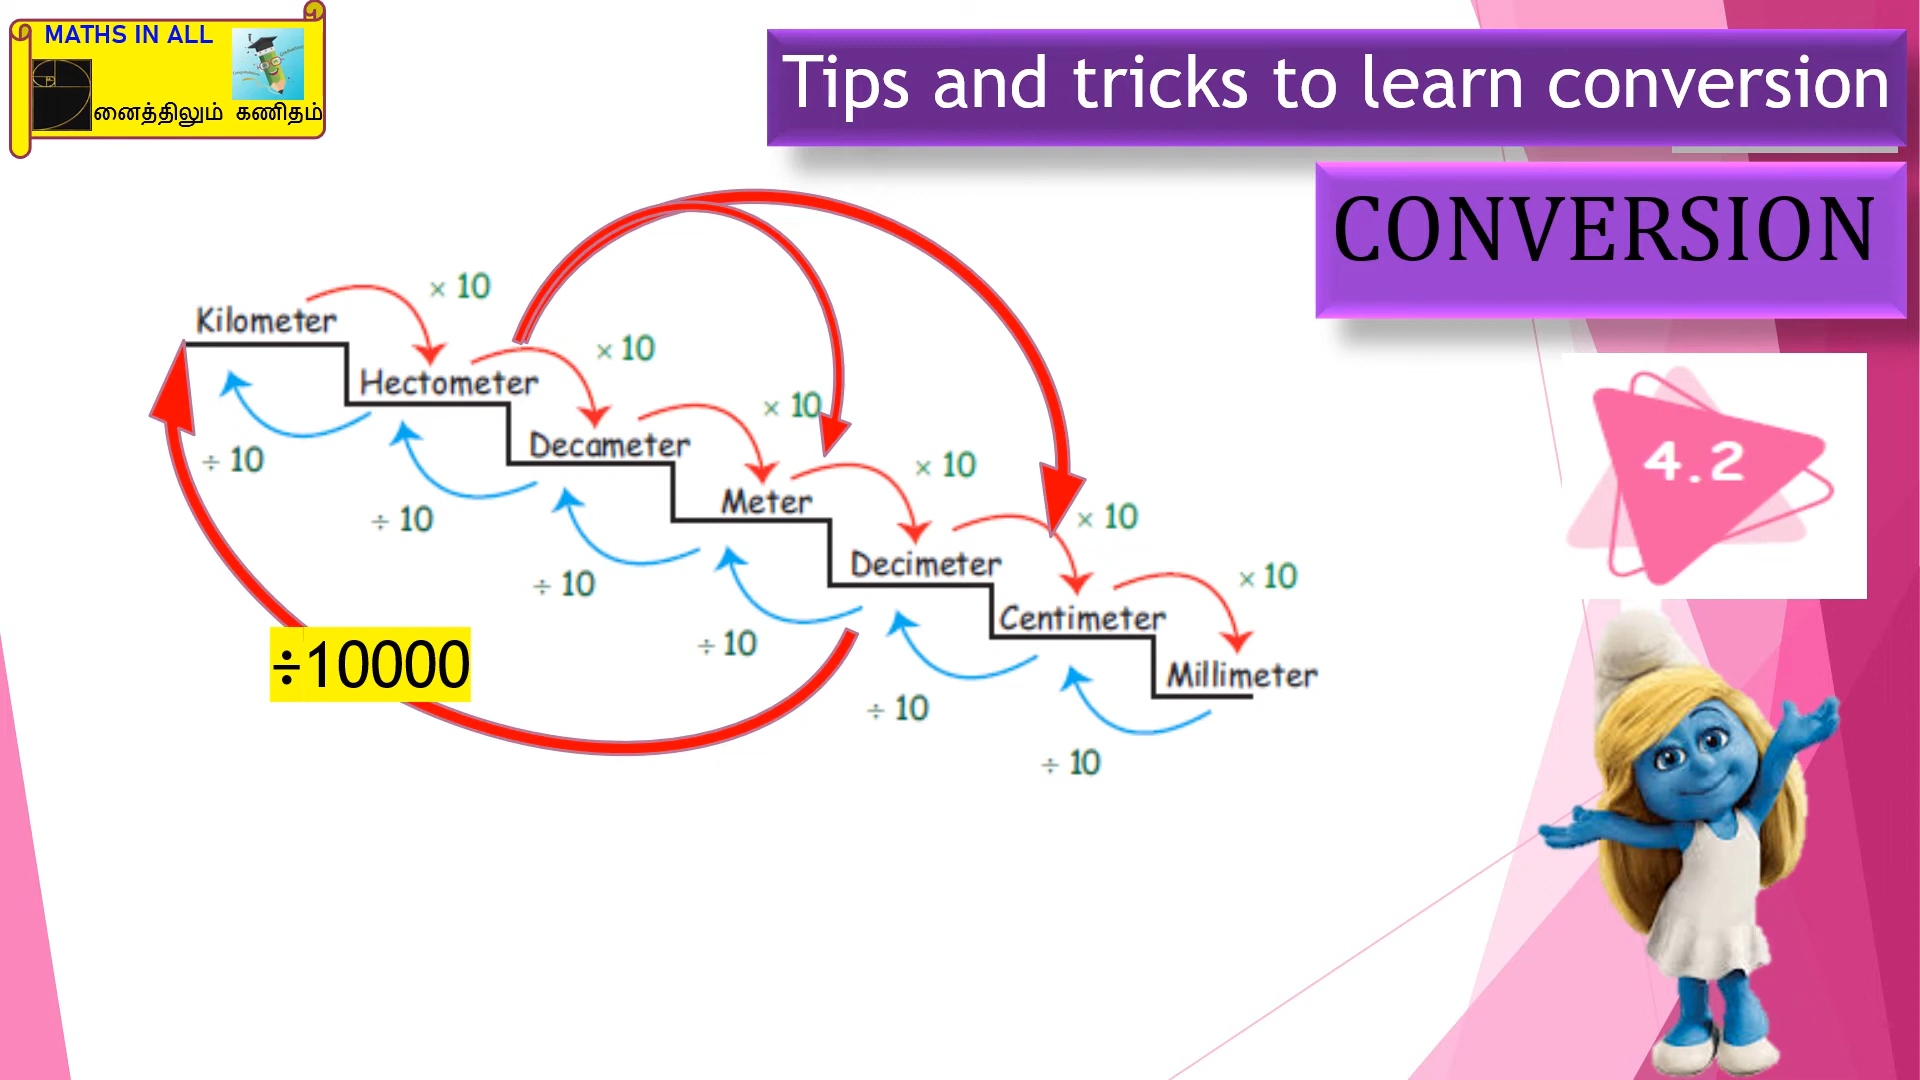 MATHS IN ALL
னைத்திலும் கணிதம்
Tips and tricks to learn conversion
CONVERSION
4.2
Kilometer
× 10
Hectometer
× 10
÷ 10
Decameter
× 10
÷ 10
Meter
× 10
÷ 10
Decimeter
× 10
÷ 10
Centimeter
× 10
÷ 10
Millimeter
÷ 10
÷10000